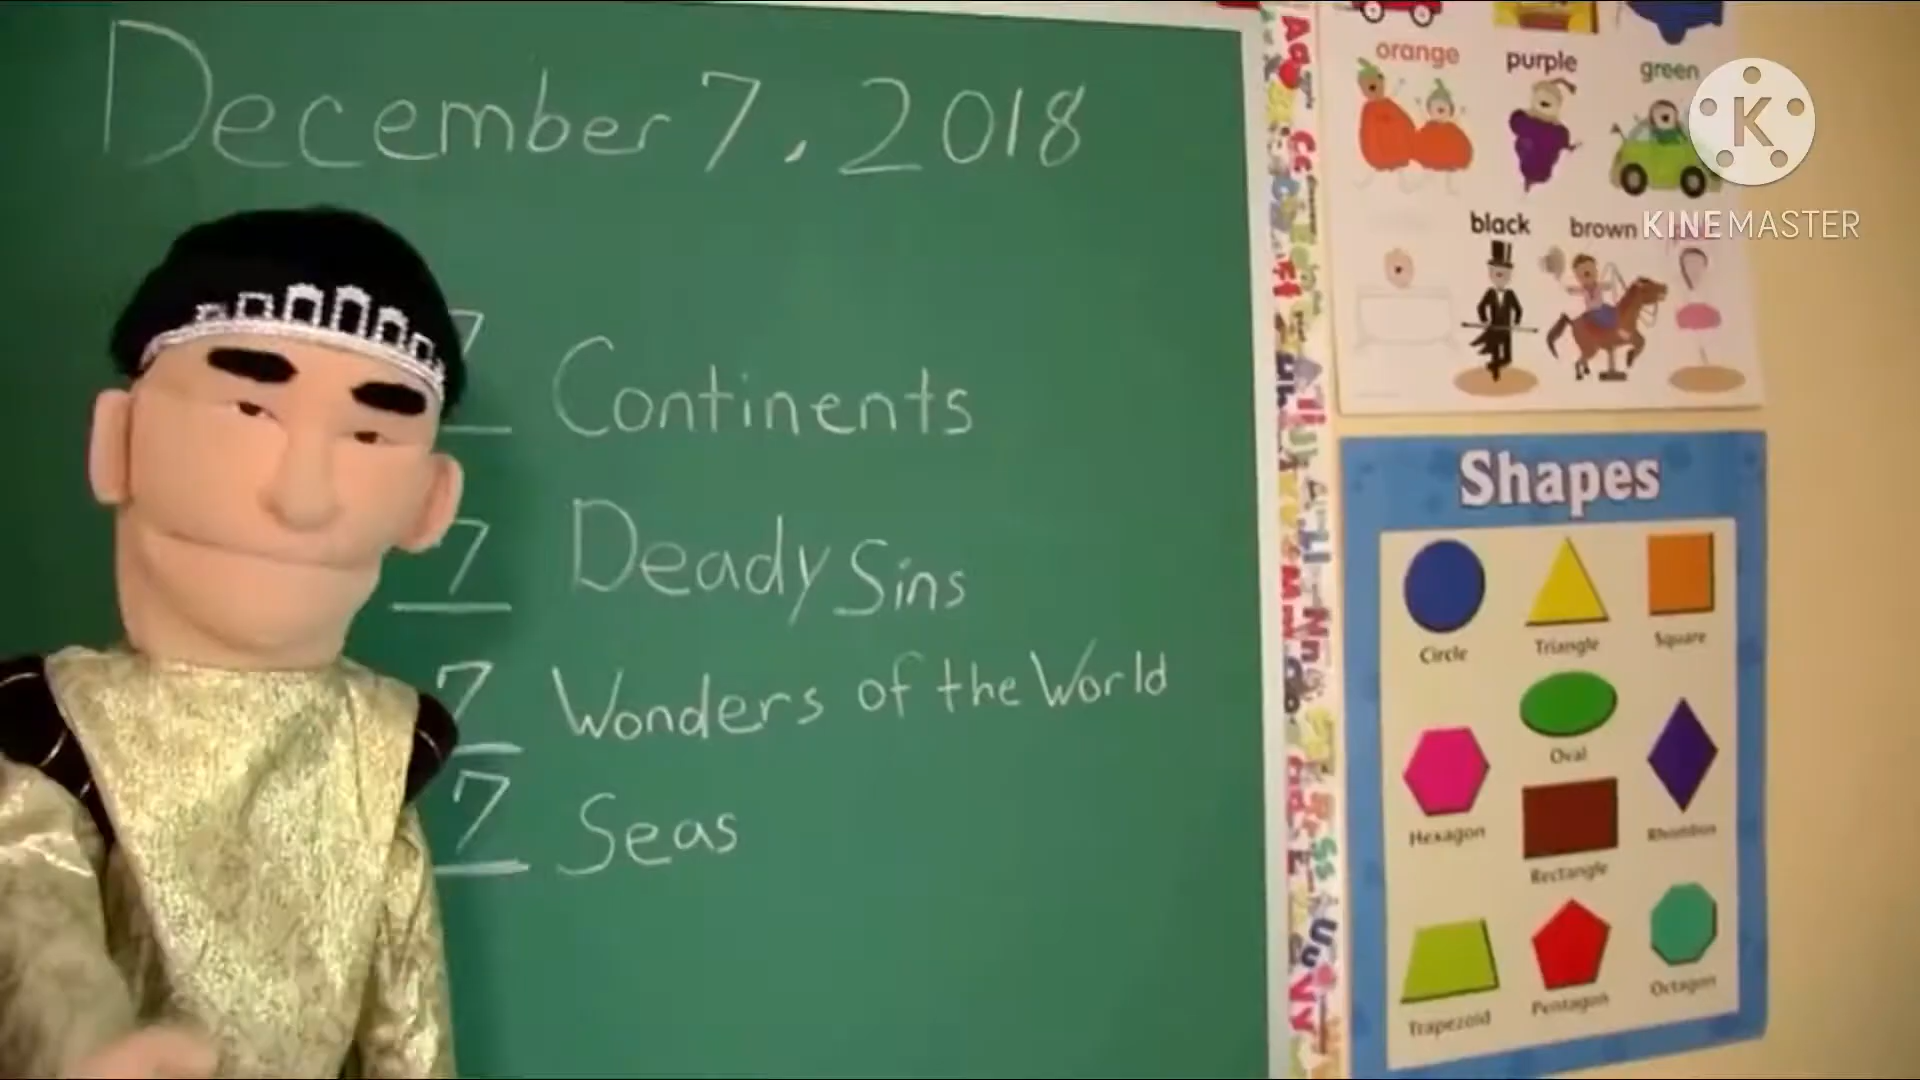 December 7, 2018
7 Continents
7 Deady Sins
7 Wonders of the World
7 Seas
orange
purple
green
black
brown
K
KINEMASTER
Shapes
Circle
Triangle
Square
Oval
Hexagon
Rectangle
Rhombus
Trapezoid
Pentagon
Octagon